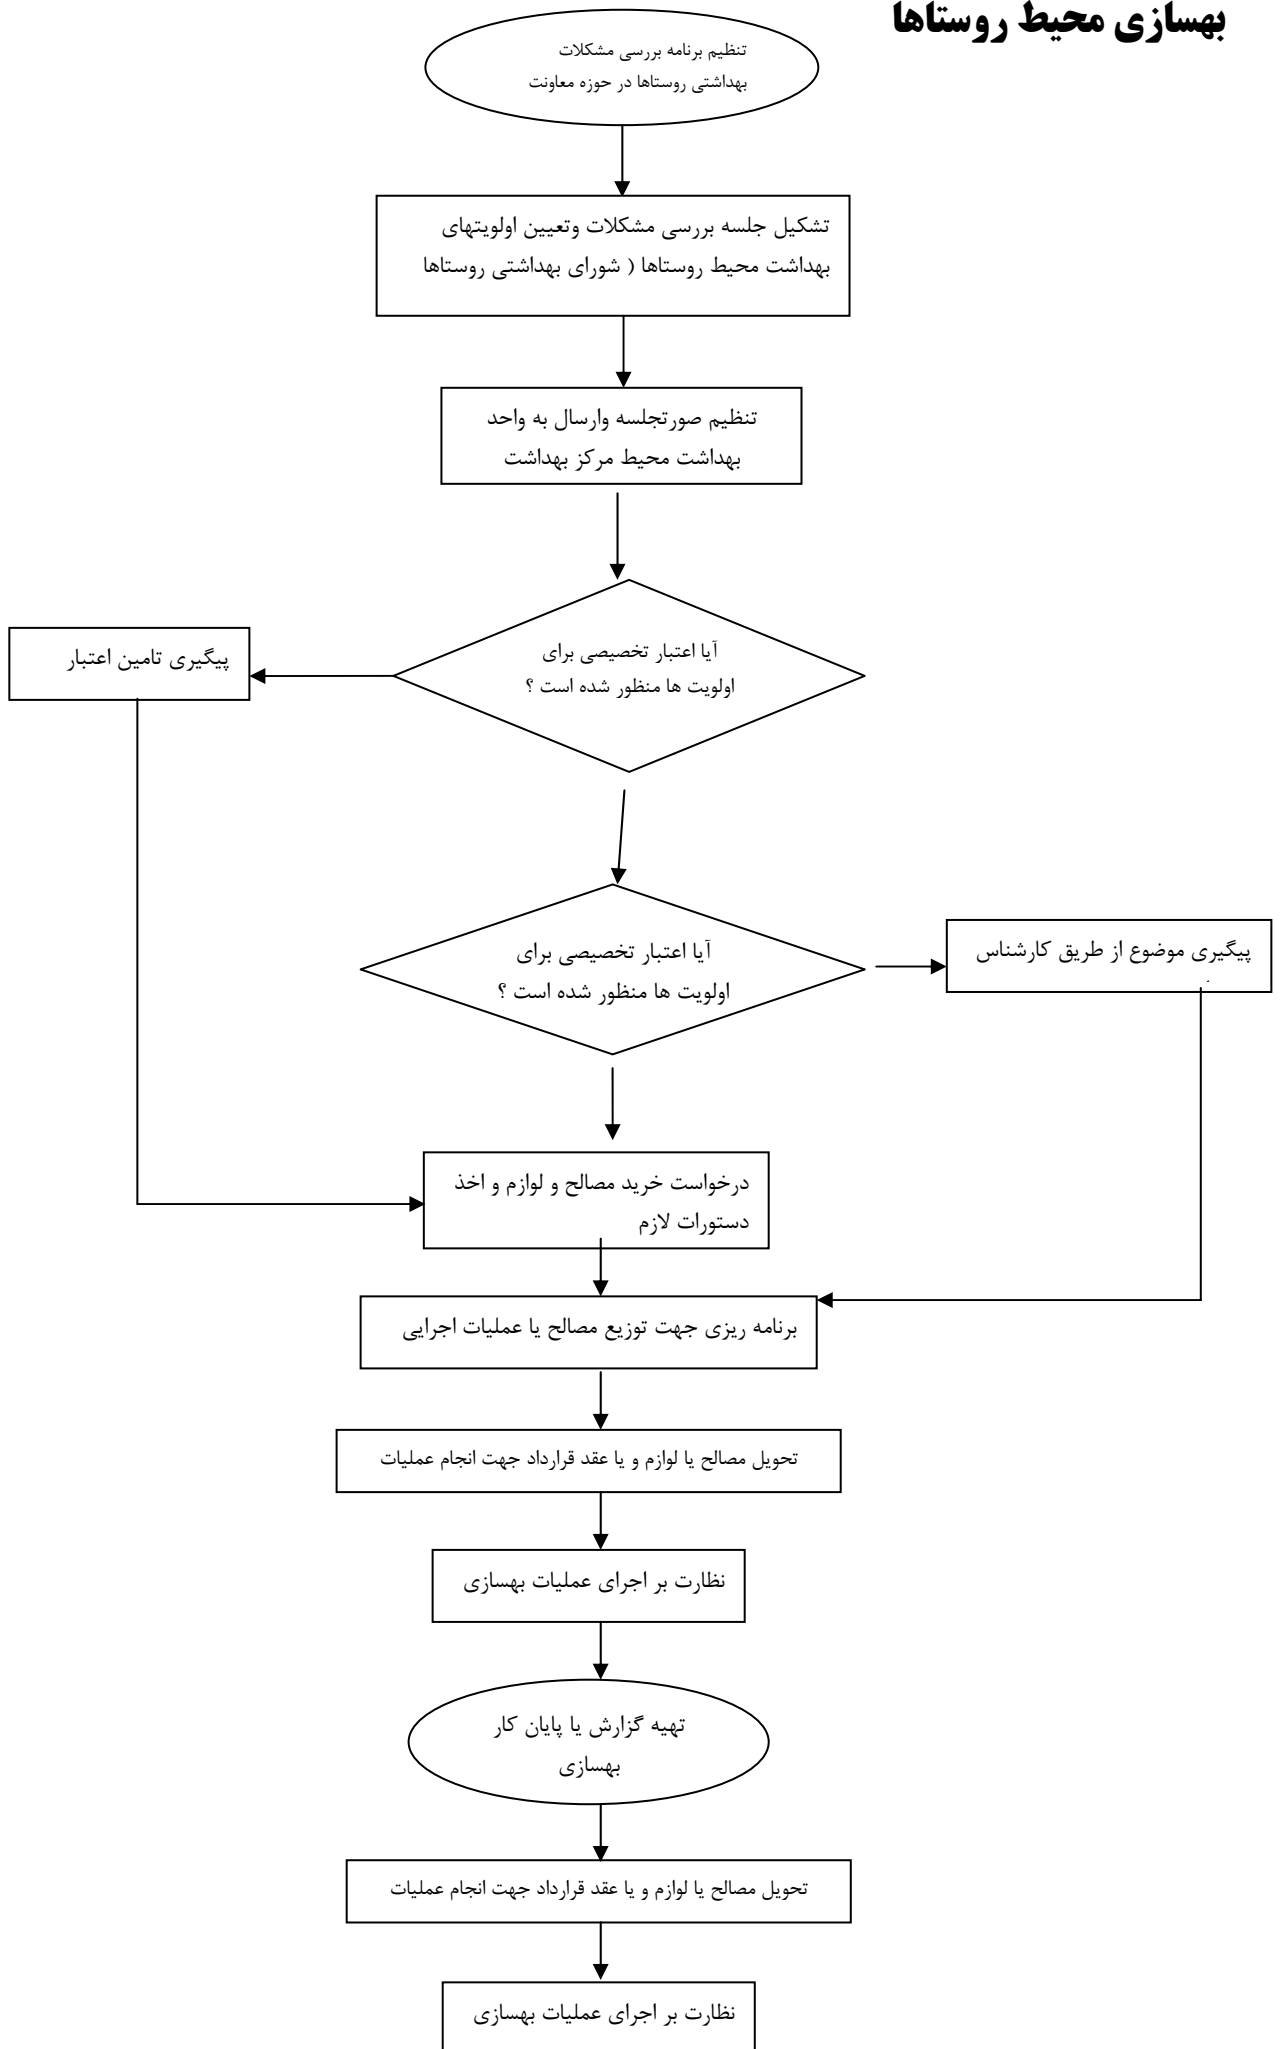 بهسازی محیط روستاها
تنظیم برنامه بررسی مشکلات
بهداشتی روستاها در حوزه معاونت
تشکیل جلسه بررسی مشکلات وتعیین اولویتهای
بهداشت محیط روستاها ( شورای بهداشتی روستاها
تنظیم صورتجلسه وارسال به واحد
بهداشت محیط مرکز بهداشت
آیا اعتبار تخصیصی برای
اولویت ها منظور شده است ؟
پیگیری تامین اعتبار
آیا اعتبار تخصیصی برای
اولویت ها منظور شده است ؟
پیگیری موضوع از طریق کارشناس
درخواست خرید مصالح و لوازم و اخذ
دستورات لازم
برنامه ریزی جهت توزیع مصالح یا عملیات اجرایی
تحویل مصالح یا لوازم و یا عقد قرارداد جهت انجام عملیات
نظارت بر اجرای عملیات بهسازی
تهیه گزارش یا پایان کار
بهسازی
تحویل مصالح یا لوازم و یا عقد قرارداد جهت انجام عملیات
نظارت بر اجرای عملیات بهسازی